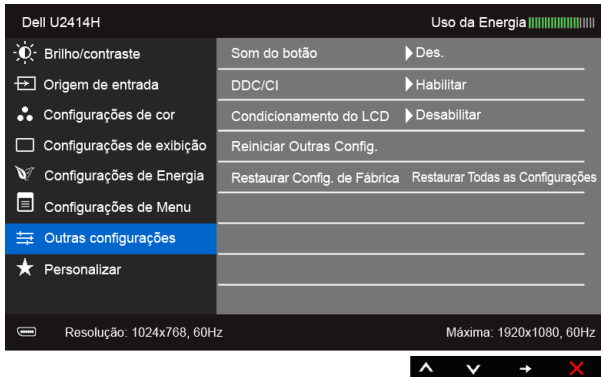 Dell U2414H Uso da Energia
Brilho/contraste Som do botão Des.
Origem de entrada DDC/CI Habilitar
Configurações de cor Condicionamento do LCD Desabilitar
Configurações de exibição Reiniciar Outras Config.
Configurações de Energia Restaurar Config. de Fábrica Restaurar Todas as Configurações
Configurações de Menu
Outras configurações
Personalizar
Resolução: 1024x768, 60Hz Máxima: 1920x1080, 60Hz